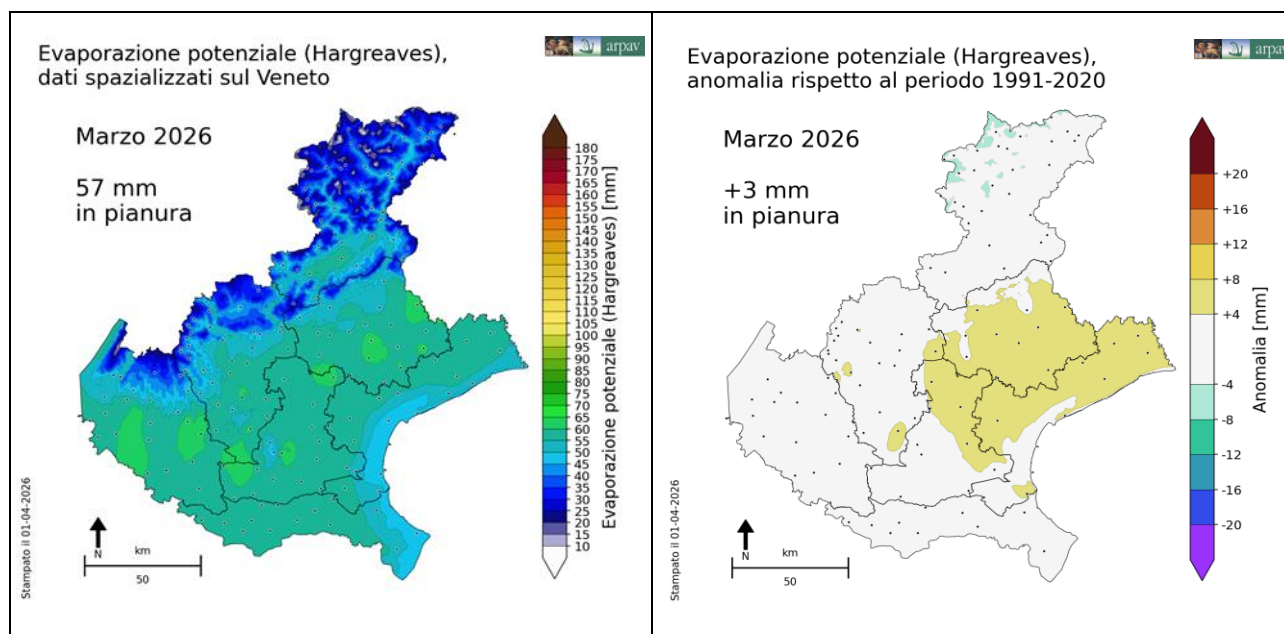 Evaporazione potenziale (Hargreaves),
dati spazializzati sul Veneto
arpav
Marzo 2026
57 mm
in pianura
180
175
170
165
160
155
150
145
140
135
130
125
120
115
110
105
100
95
90
85
80
75
70
65
60
55
50
45
40
35
30
25
20
15
10
Evaporazione potenziale (Hargreaves) [mm]
Stampato il 01-04-2026
N
km
50
Evaporazione potenziale (Hargreaves),
anomalia rispetto al periodo 1991-2020
arpav
Marzo 2026
+3 mm
in pianura
+20
+16
+12
+8
+4
-4
-8
-12
-16
-20
Anomalia [mm]
Stampato il 01-04-2026
N
km
50